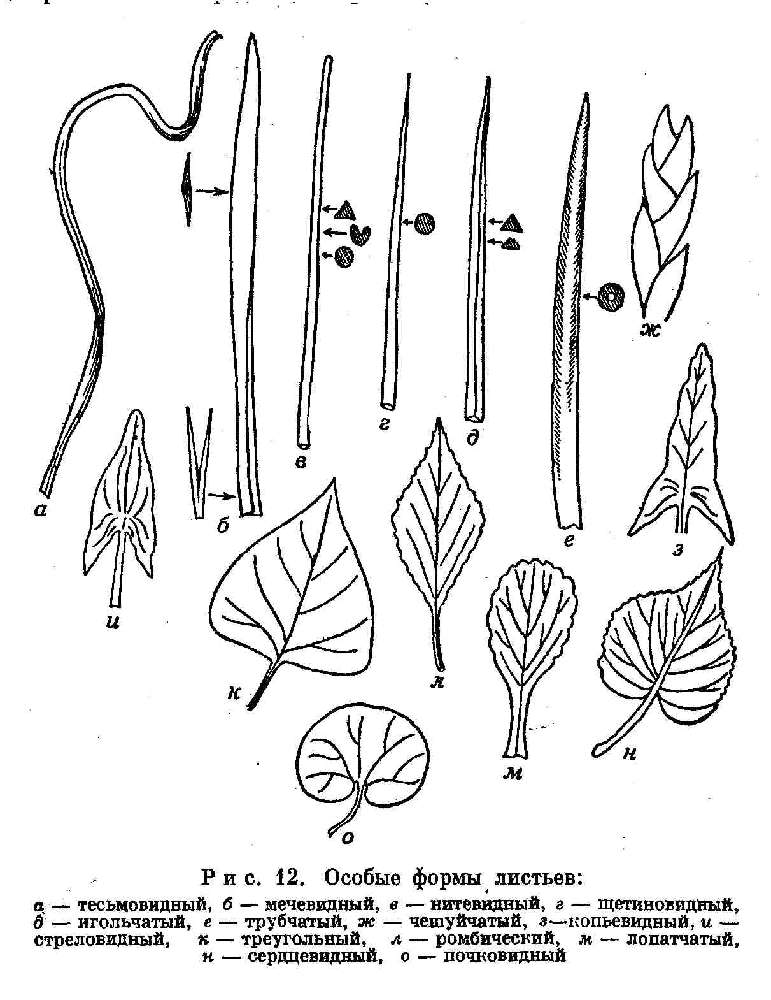 ж
г
д
в
а
б
е
з
и
л
к
н
м
о
Рис. 12. Особые формы листьев:
а — тесьмовидный, б — мечевидный, в — нитевидный, г — щетиновидный,
д — игольчатый, е — трубчатый, ж — чешуйчатый, з—копьевидный, и —
стреловидный, к — треугольный, л — ромбический, м — лопатчатый,
н — сердцевидный, о — почковидный